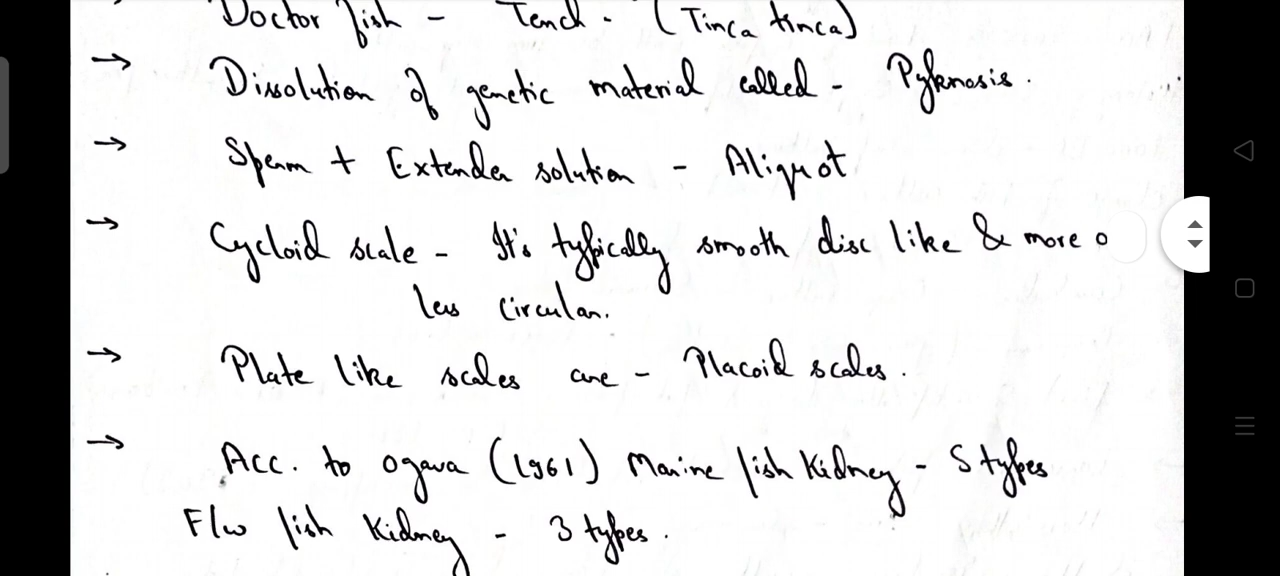 Doctor fish - Tench. (Tinca tinca)
→ Dissolution of genetic material called - Pyknosis.
→ Sperm + Extender solution - Aliquot
→ Cycloid scale - It's typically smooth disc like & more o
less circular.
→ Plate like scales are - Placoid scales.
→ Acc. to Ogava (1961) Marine fish Kidney - 5 types
F/w fish Kidney - 3 types.